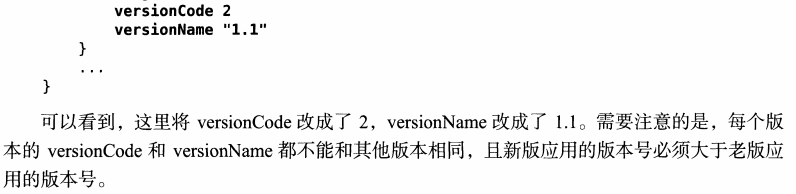 versionCode 2
versionName "1.1"
}
...
}
可以看到，这里将 versionCode 改成了 2，versionName 改成了 1.1。需要注意的是，每个版
本的 versionCode 和 versionName 都不能和其他版本相同，且新版应用的版本号必须大于老版应
用的版本号。